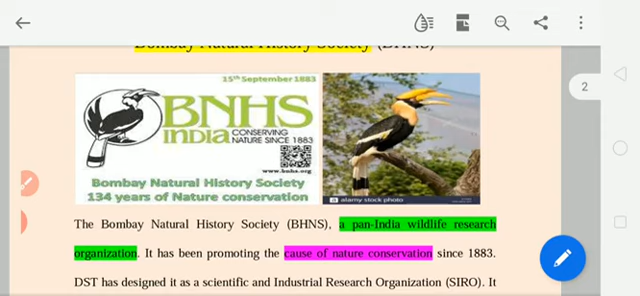 Bombay Natural History Society (BHNS)
2
15th September 1883
BNHS
INDIA
CONSERVING
NATURE SINCE 1883
www.bnhs.org
Bombay Natural History Society
134 years of Nature conservation
a alamy stock photo
The Bombay Natural History Society (BHNS), a pan-India wildlife research
organization. It has been promoting the cause of nature conservation since 1883.
DST has designed it as a scientific and Industrial Research Organization (SIRO). It